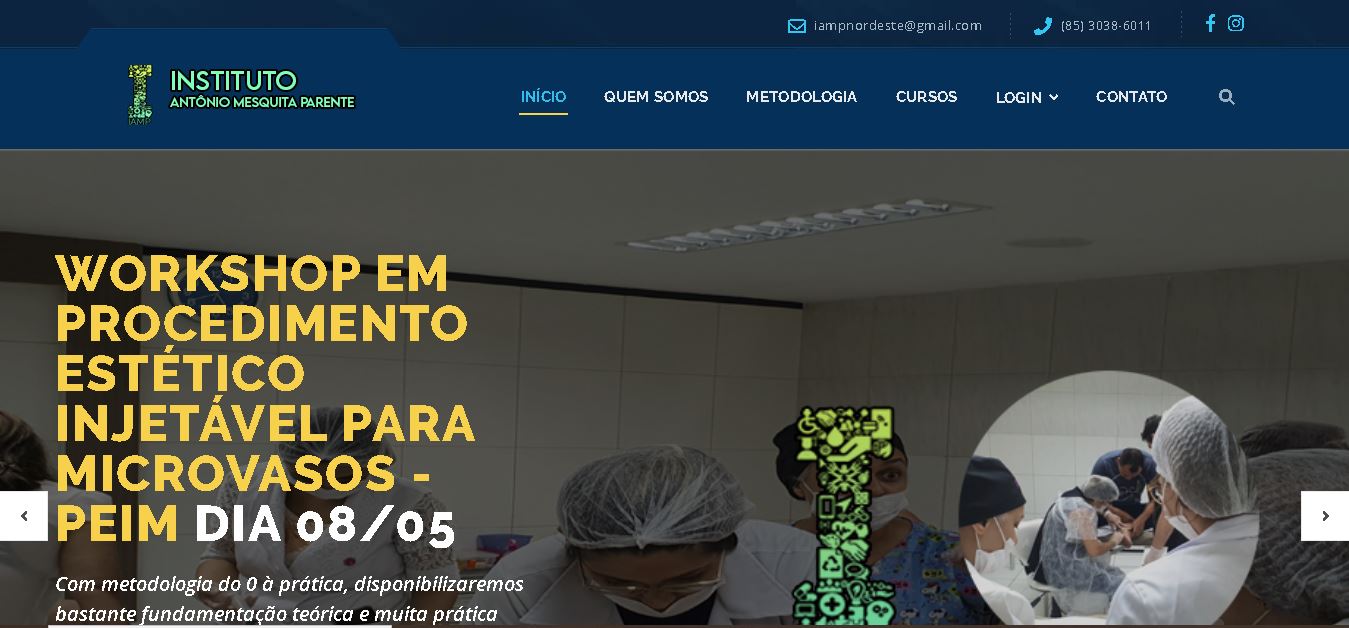 iampnordeste@gmail.com
(85) 3038-6011
INSTITUTO
ANTÔNIO MESQUITA PARENTE
IAMP
INÍCIO
QUEM SOMOS
METODOLOGIA
CURSOS
LOGIN
CONTATO
WORKSHOP EM
PROCEDIMENTO
ESTÉTICO
INJETÁVEL PARA
MICROVASOS -
PEIM DIA 08/05
Com metodologia do 0 à prática, disponibilizaremos
bastante fundamentação teórica e muita prática